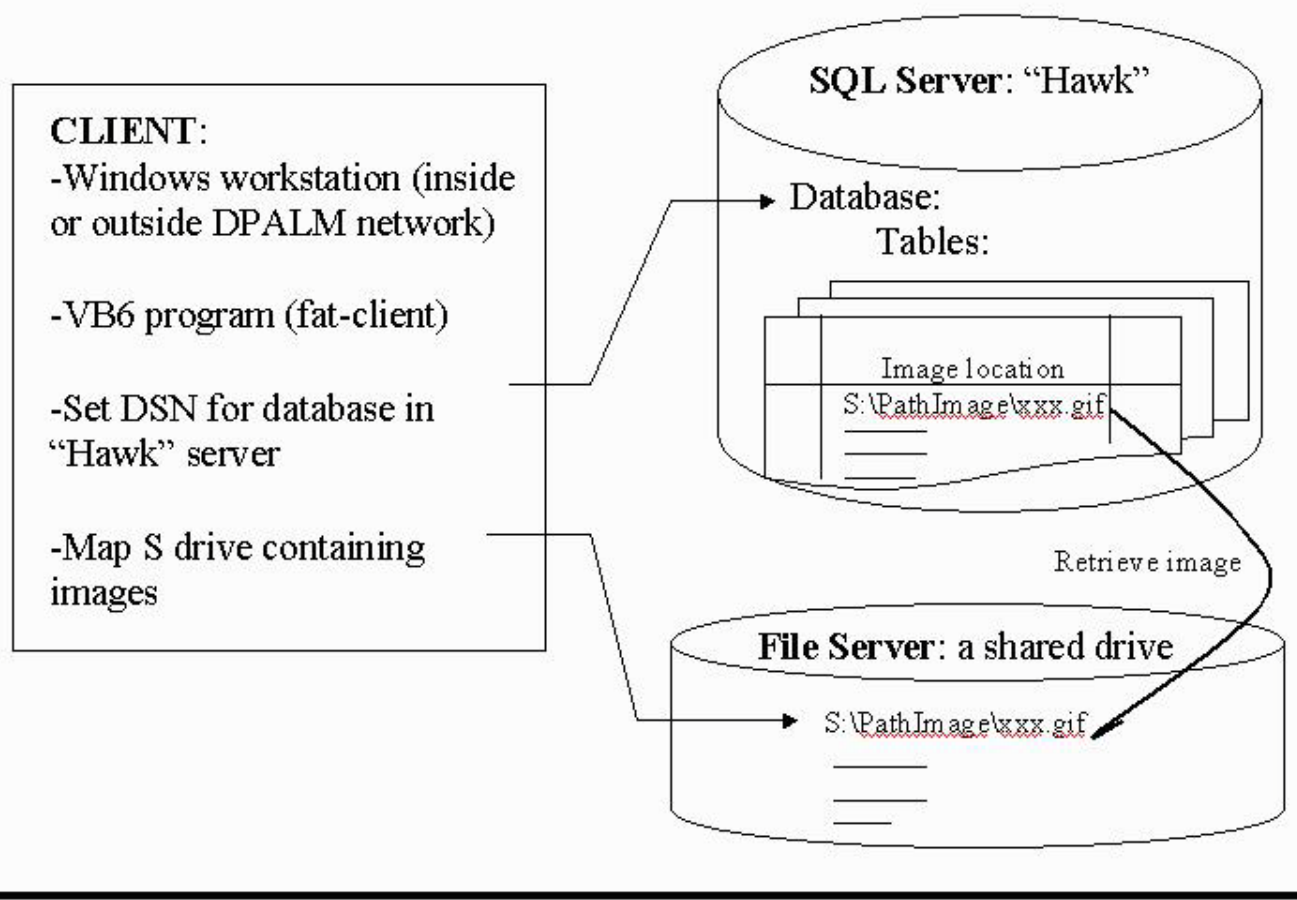 CLIENT:
-Windows workstation (inside
or outside DPALM network)
-VB6 program (fat-client)
-Set DSN for database in
“Hawk” server
-Map S drive containing
images
SQL Server: “Hawk”
Database:
Tables:
Image location
S:\PathImage\xxx.gif
Retrieve image
File Server: a shared drive
S:\PathImage\xxx.gif